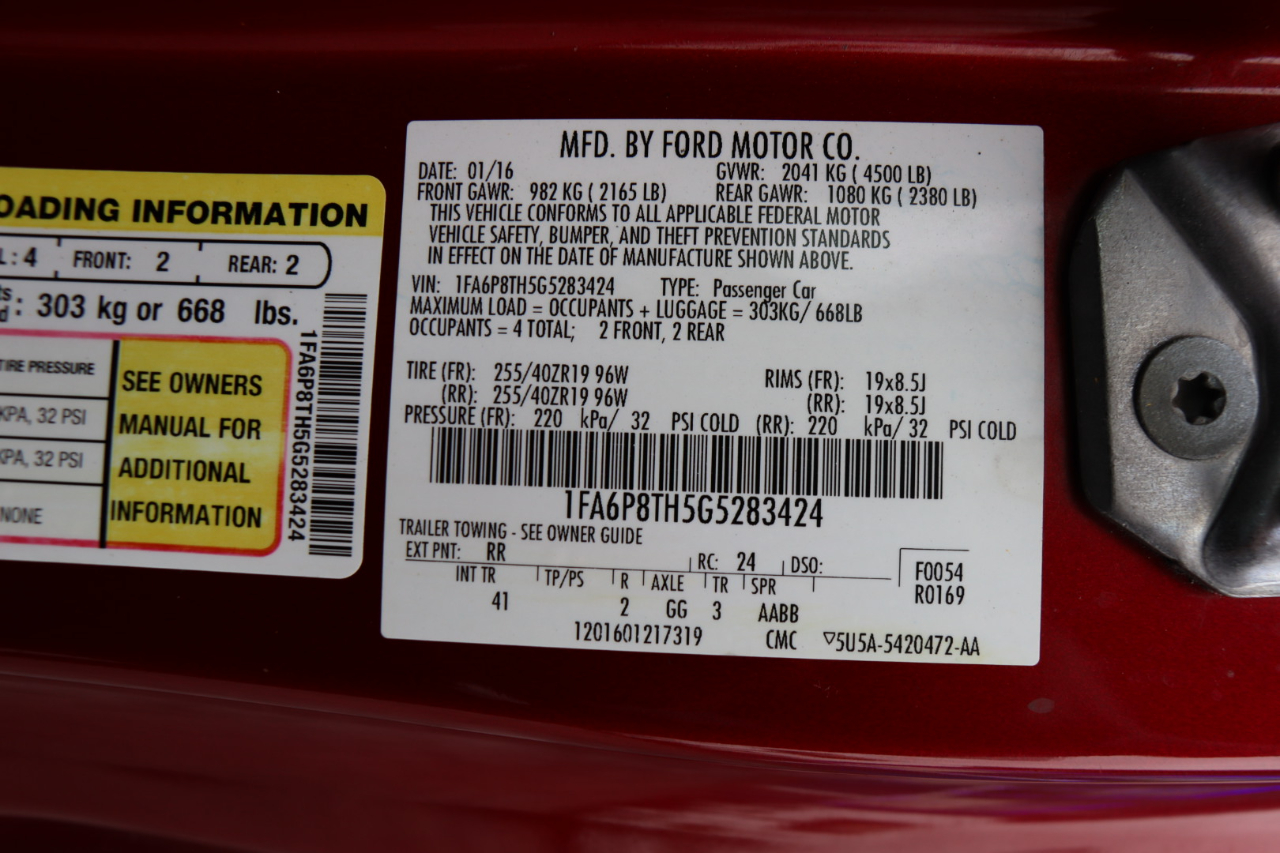 OADING INFORMATION
L: 4 FRONT: 2 REAR: 2
: 303 kg or 668 lbs.
TIRE PRESSURE
KPA, 32 PSI
KPA, 32 PSI
NONE
SEE OWNERS
MANUAL FOR
ADDITIONAL
INFORMATION
1FA6P8TH5G5283424
MFD. BY FORD MOTOR CO.
DATE: 01/16 GVWR: 2041 KG ( 4500 LB)
FRONT GAWR: 982 KG ( 2165 LB) REAR GAWR: 1080 KG ( 2380 LB)
THIS VEHICLE CONFORMS TO ALL APPLICABLE FEDERAL MOTOR
VEHICLE SAFETY, BUMPER, AND THEFT PREVENTION STANDARDS
IN EFFECT ON THE DATE OF MANUFACTURE SHOWN ABOVE.
VIN: 1FA6P8TH5G5283424 TYPE: Passenger Car
MAXIMUM LOAD = OCCUPANTS + LUGGAGE = 303KG/ 668LB
OCCUPANTS = 4 TOTAL; 2 FRONT, 2 REAR
TIRE (FR): 255/40ZR19 96W RIMS (FR): 19x8.5J
(RR): 255/40ZR19 96W (RR): 19x8.5J
PRESSURE (FR): 220 kPa/ 32 PSI COLD (RR): 220 kPa/ 32 PSI COLD
1FA6P8TH5G5283424
TRAILER TOWING - SEE OWNER GUIDE
EXT PNT: RR RC: 24 DSO:
INT TR TP/PS R AXLE TR SPR
41 2 GG 3 AABB
F0054
R0169
1201601217319 CMC ▽5U5A-5420472-AA